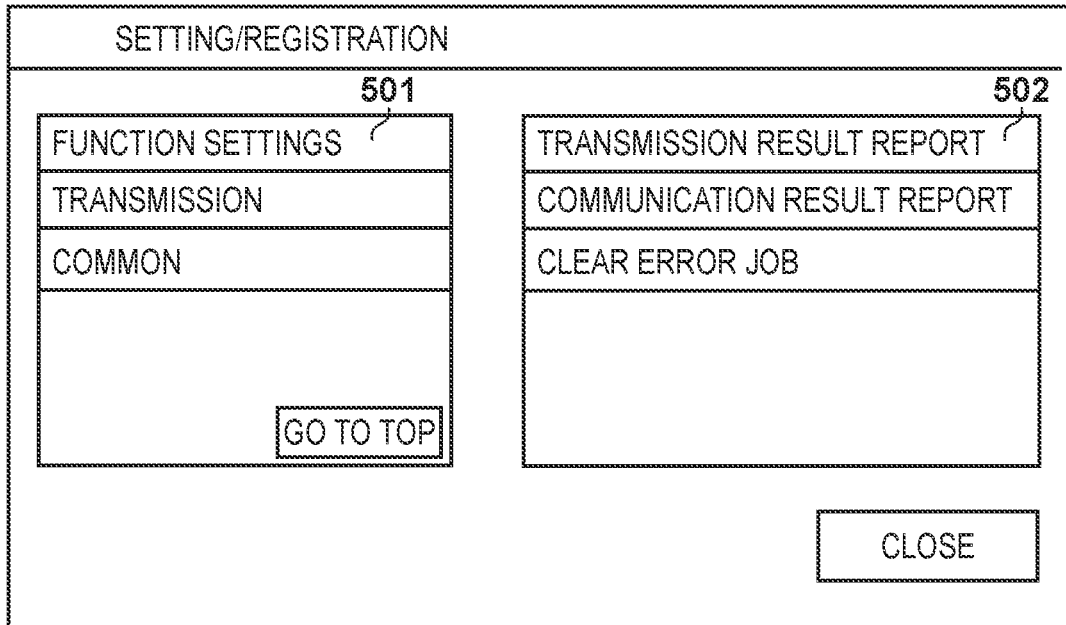 SETTING/REGISTRATION
501
FUNCTION SETTINGS
TRANSMISSION
COMMON
GO TO TOP
502
TRANSMISSION RESULT REPORT
COMMUNICATION RESULT REPORT
CLEAR ERROR JOB
CLOSE